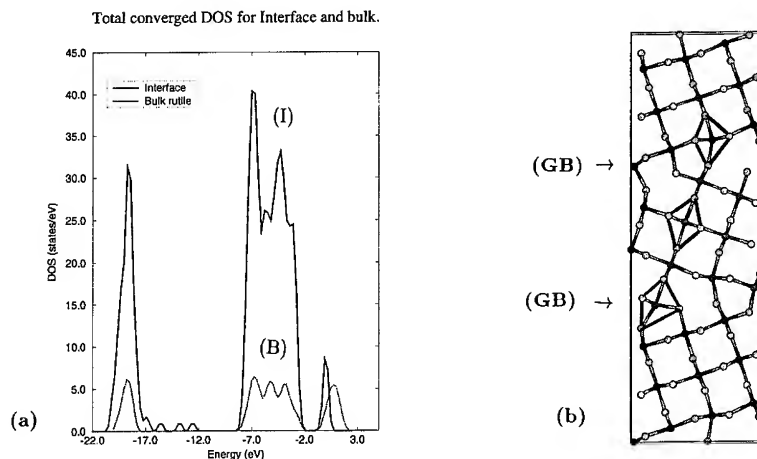 Total converged DOS for Interface and bulk.
45.0
40.0
35.0
30.0
25.0
20.0
15.0
10.0
5.0
0.0
DOS (states/eV)
Interface
Bulk rutile
(I)
(B)
-22.0 -17.0 -12.0 -7.0 -2.0 3.0
Energy (eV)
(a)
(GB) →
(GB) →
(b)